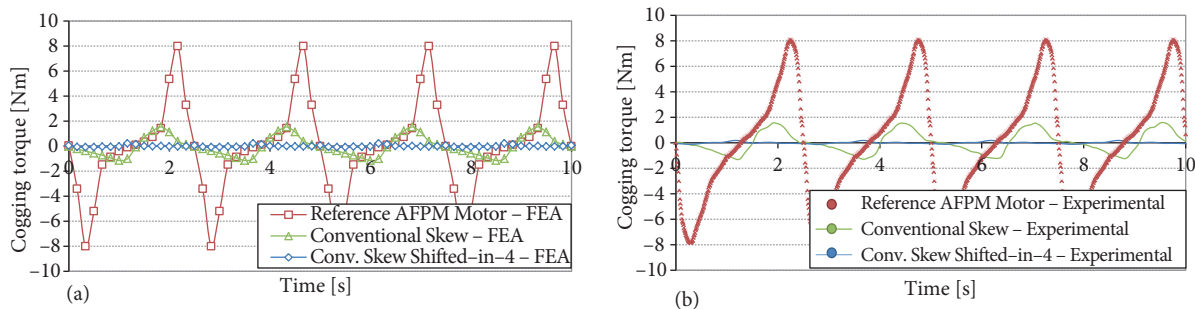 10
8
6
4
2
0
−2
−4
−6
−8
−10
Cogging torque [Nm]
0 2 4 6 8 10
Reference AFPM Motor – FEA
Conventional Skew – FEA
Conv. Skew Shifted–in–4 – FEA
Time [s]
(a)
10
8
6
4
2
0
−2
−4
−6
−8
−10
Cogging torque [Nm]
0 2 4 6 8 10
Reference AFPM Motor – Experimental
Conventional Skew – Experimental
Conv. Skew Shifted–in–4 – Experimental
Time [s]
(b)